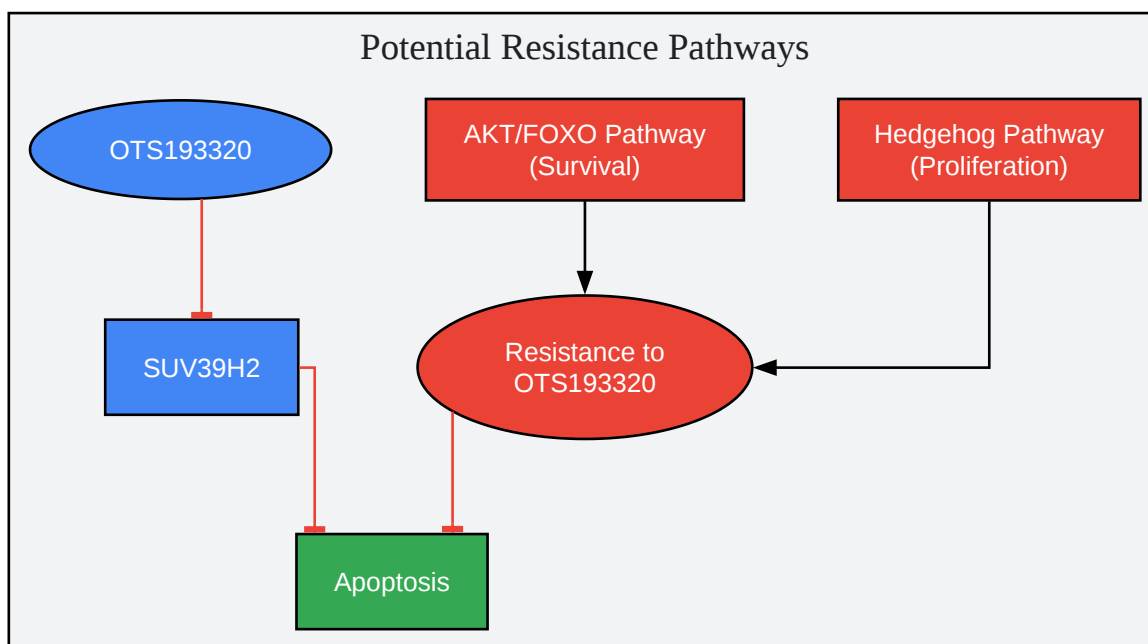 Potential Resistance Pathways
OTS193320
AKT/FOXO Pathway
(Survival)
Hedgehog Pathway
(Proliferation)
SUV39H2
Resistance to
OTS193320
Apoptosis